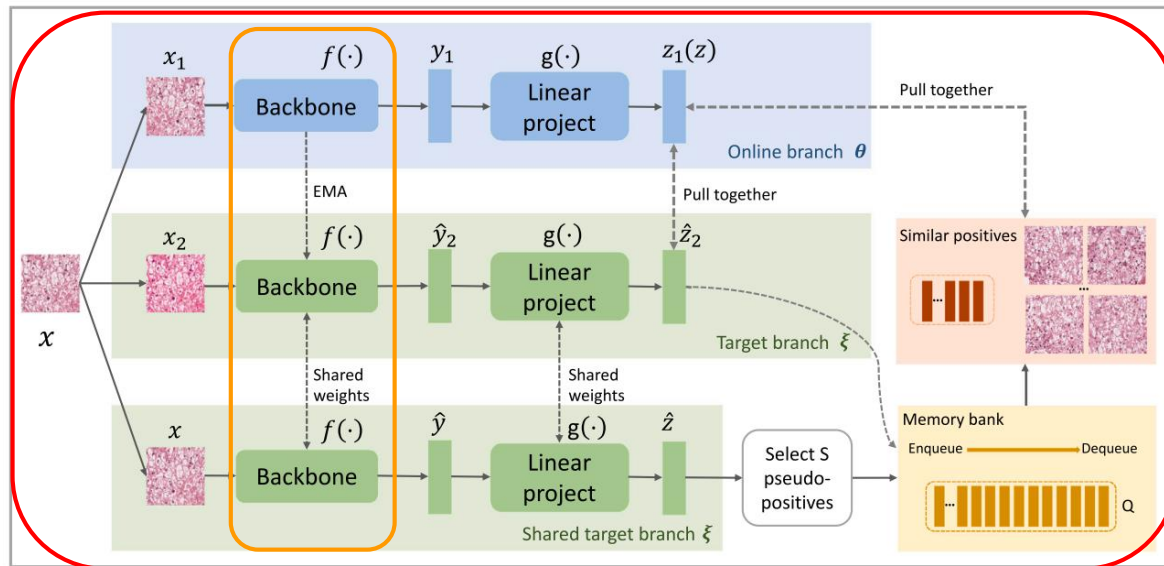 x₁
f(·)
y₁
g(·)
z₁(z)
Backbone
Linear
project
Pull together
Online branch θ
EMA
Pull together
x₂
f(·)
ŷ₂
g(·)
ẑ₂
Backbone
Linear
project
Similar positives
...
...
x
Target branch ξ
Shared
weights
Shared
weights
x
f(·)
ŷ
g(·)
ẑ
Backbone
Linear
project
Select S
pseudo-
positives
Memory bank
Enqueue
Dequeue
...
Q
Shared target branch ξ